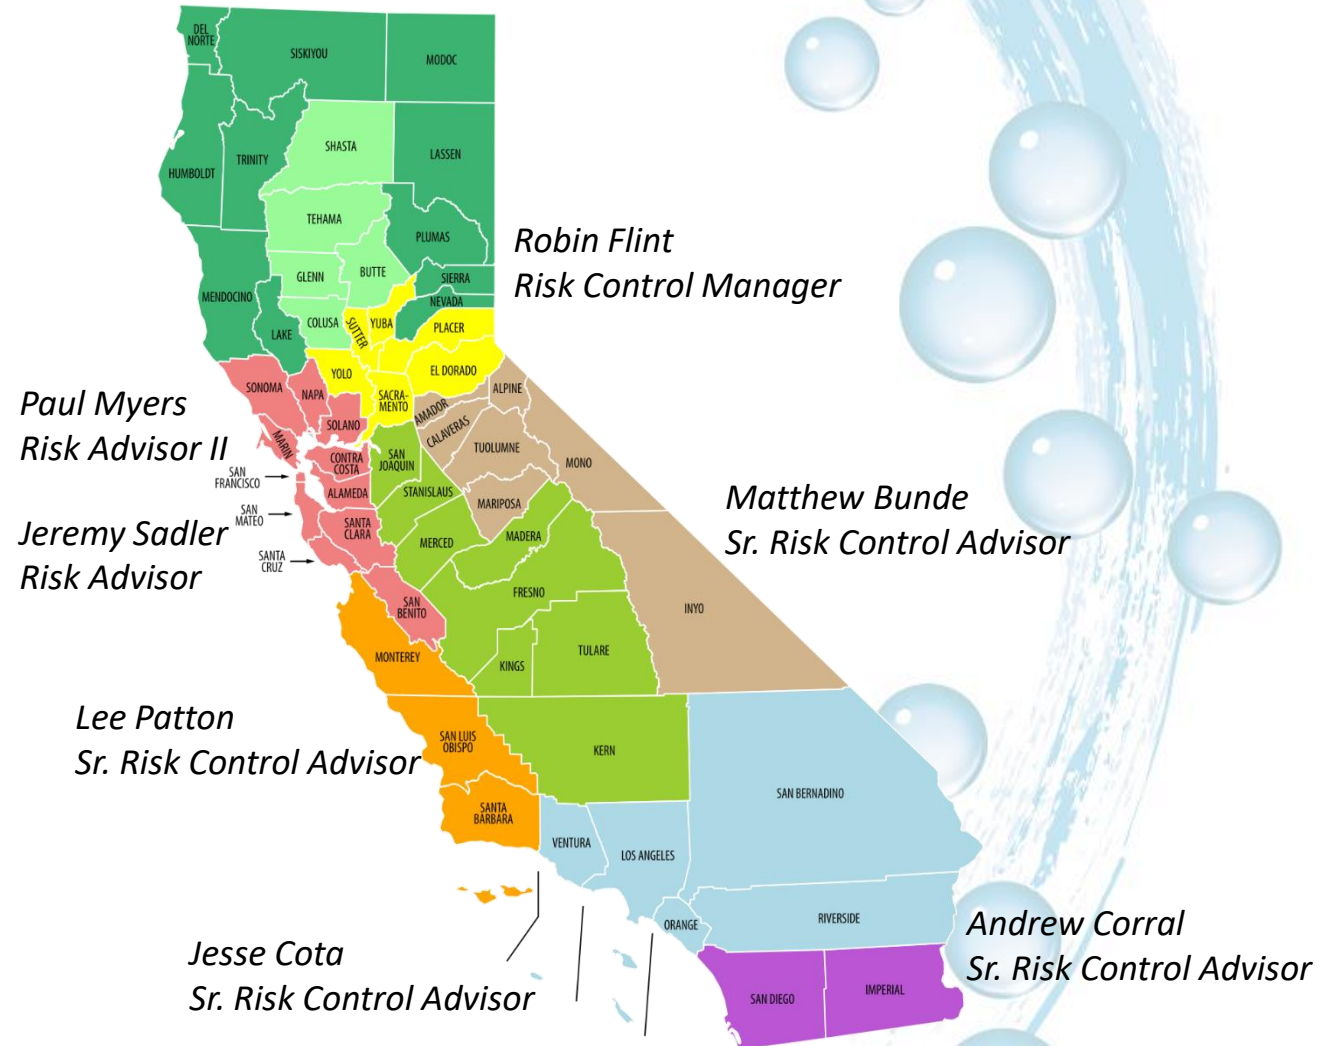 DEL
NORTE
SISKIYOU
MODOC
SHASTA
LASSEN
TRINITY
HUMBOLDT
TEHAMA
PLUMAS
Robin Flint
Risk Control Manager
GLENN
BUTTE
SIERRA
MENDOCINO
NEVADA
COLUSA
SUTTER
YUBA
PLACER
LAKE
YOLO
EL DORADO
SONOMA
NAPA
SACRA-
MENTO
ALPINE
Paul Myers
Risk Advisor II
AMADOR
SOLANO
CALAVERAS
MARIN
TUOLUMNE
CONTRA
COSTA
SAN
JOAQUIN
MONO
SAN
FRANCISCO
ALAMEDA
STANISLAUS
MARIPOSA
Matthew Bunde
Sr. Risk Control Advisor
SAN
MATEO
Jeremy Sadler
Risk Advisor
SANTA
CLARA
MERCED
MADERA
SANTA
CRUZ
FRESNO
SAN
BENITO
INYO
MONTEREY
KINGS
TULARE
Lee Patton
Sr. Risk Control Advisor
SAN LUIS
OBISPO
KERN
SAN BERNADINO
SANTA
BARBARA
VENTURA
LOS ANGELES
ORANGE
RIVERSIDE
Andrew Corral
Sr. Risk Control Advisor
Jesse Cota
Sr. Risk Control Advisor
SAN DIEGO
IMPERIAL